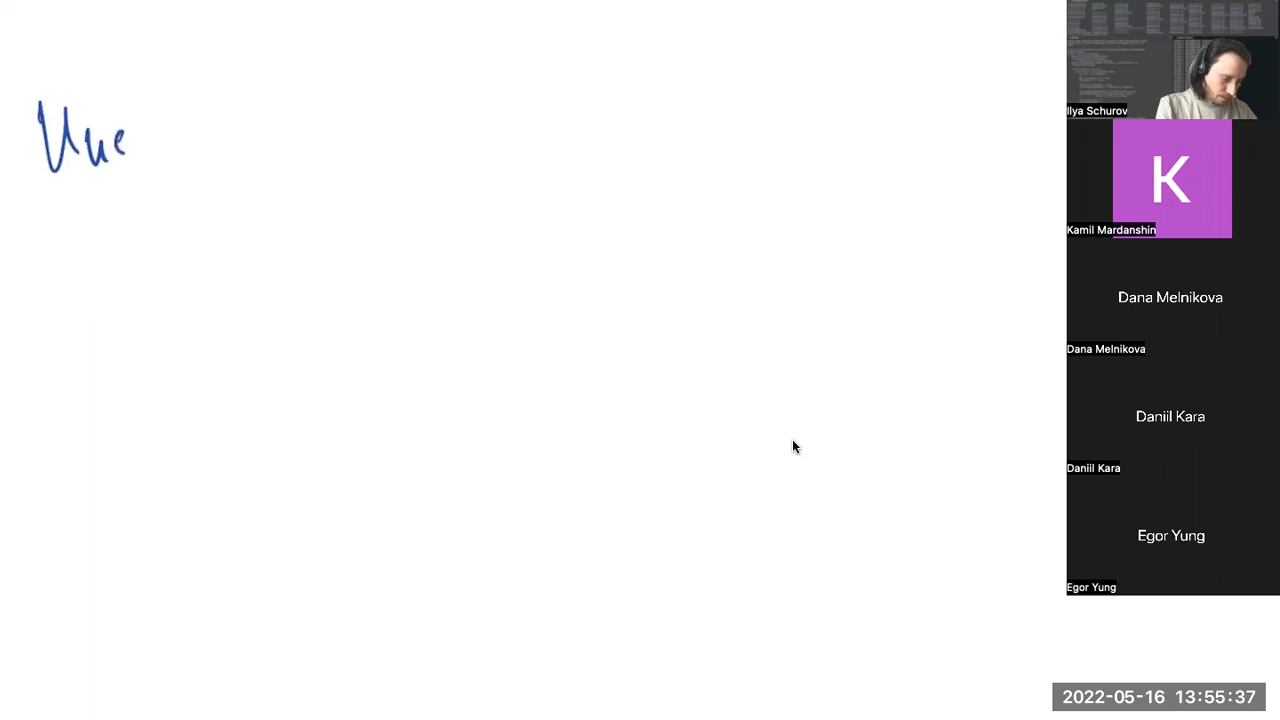 Ине
Ilya Schurov
K
Kamil Mardanshin
Dana Melnikova
Dana Melnikova
Daniil Kara
Daniil Kara
Egor Yung
Egor Yung
2022-05-16 13:55:37